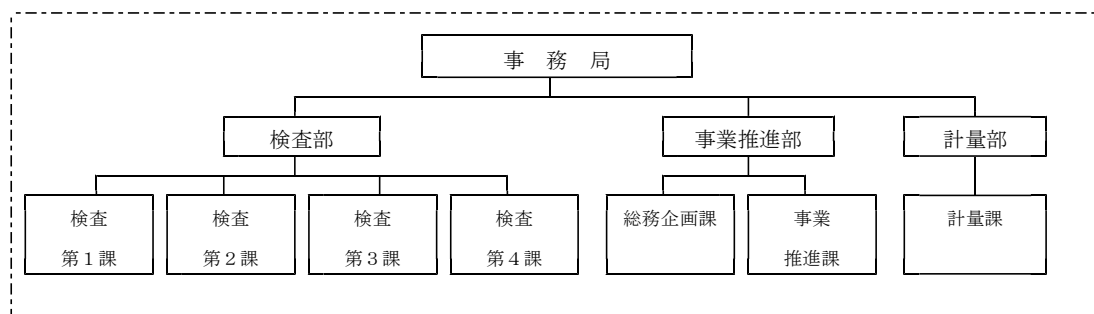 事　務　局
検査部
事業推進部
計量部
検査
第１課
検査
第２課
検査
第３課
検査
第４課
総務企画課
事業
推進課
計量課